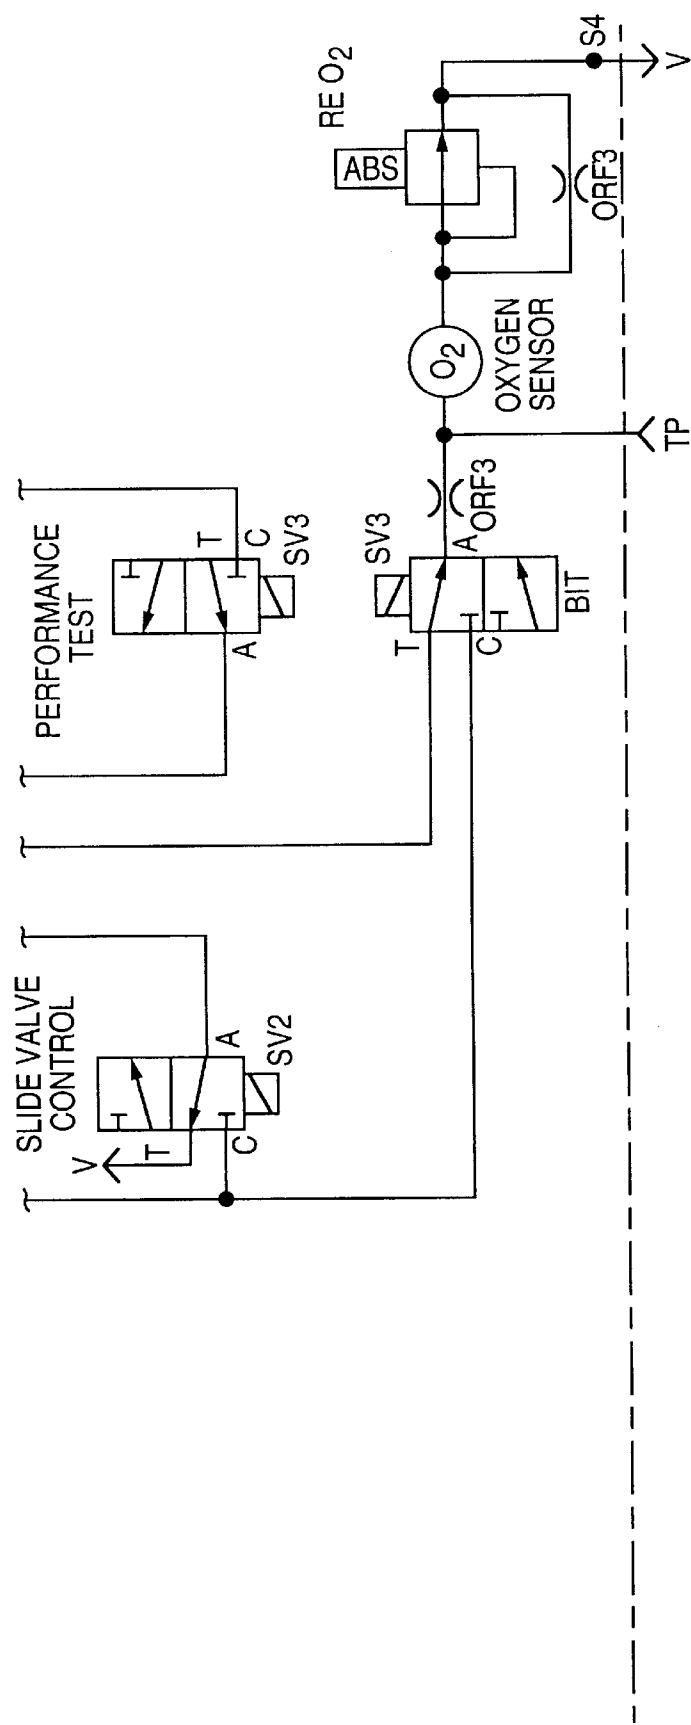 SLIDE VALVE
CONTROL
V
T
A
C
SV2
PERFORMANCE
TEST
A
T
C
SV3
T
SV3
A
C
BIT
ORF3
TP
O2
OXYGEN
SENSOR
ABS
RE O2
ORF3
S4
V